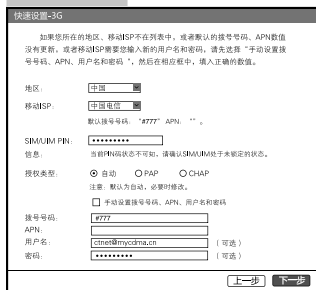 快速设置-3G
如果您所在的地区、移动ISP不在列表中，或者默认的拨号号码、APN数值
没有更新，或者移动ISP需要您输入新的用户名和密码，请先选择“手动设置拨
号号码、APN、用户名和密码 ”，然后在相应框中，填入正确的数值。
地区： 中国
移动ISP： 中国电信
默认拨号号码： “#777” APN： “” 。
SIM/UIM PIN： •••••••••
信息： 当前PIN码状态不可知，请确认SIM/UIM处于未锁定的状态。
授权类型： 自动 PAP CHAP
注意：默认为自动，必要时修改。
手动设置拨号号码、APN、用户名和密码
拨号号码： #777
APN：
用户名： ctnet@mycdma.cn （可选）
密码： ••••••••• （可选）
上一步 下一步